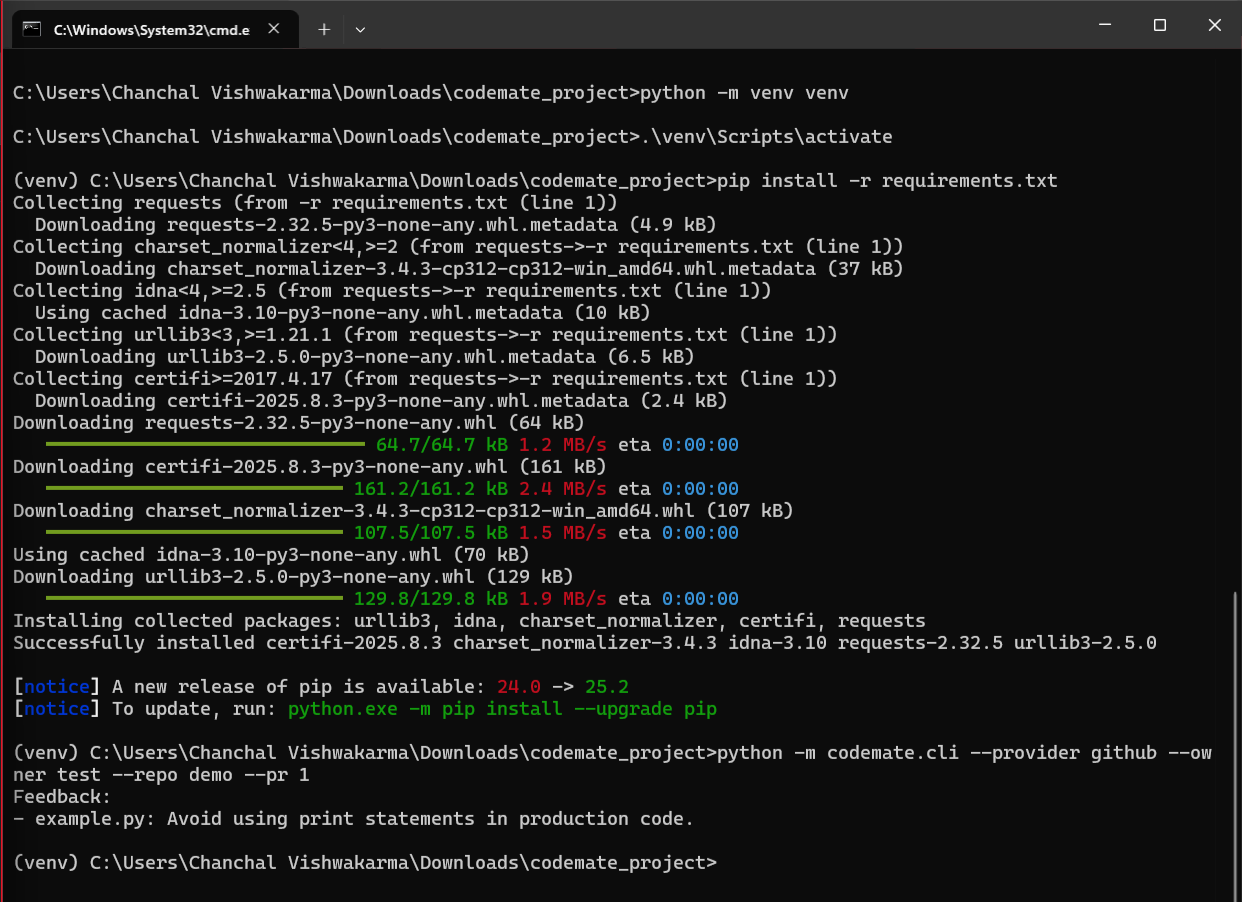 C:\Windows\System32\cmd.e
C:\Users\Chanchal Vishwakarma\Downloads\codemate_project>python -m venv venv
C:\Users\Chanchal Vishwakarma\Downloads\codemate_project>.\venv\Scripts\activate
(venv) C:\Users\Chanchal Vishwakarma\Downloads\codemate_project>pip install -r requirements.txt
Collecting requests (from -r requirements.txt (line 1))
  Downloading requests-2.32.5-py3-none-any.whl.metadata (4.9 kB)
Collecting charset_normalizer<4,>=2 (from requests->-r requirements.txt (line 1))
  Downloading charset_normalizer-3.4.3-cp312-cp312-win_amd64.whl.metadata (37 kB)
Collecting idna<4,>=2.5 (from requests->-r requirements.txt (line 1))
  Using cached idna-3.10-py3-none-any.whl.metadata (10 kB)
Collecting urllib3<3,>=1.21.1 (from requests->-r requirements.txt (line 1))
  Downloading urllib3-2.5.0-py3-none-any.whl.metadata (6.5 kB)
Collecting certifi>=2017.4.17 (from requests->-r requirements.txt (line 1))
  Downloading certifi-2025.8.3-py3-none-any.whl.metadata (2.4 kB)
Downloading requests-2.32.5-py3-none-any.whl (64 kB)
64.7/64.7 kB 1.2 MB/s eta 0:00:00
Downloading certifi-2025.8.3-py3-none-any.whl (161 kB)
161.2/161.2 kB 2.4 MB/s eta 0:00:00
Downloading charset_normalizer-3.4.3-cp312-cp312-win_amd64.whl (107 kB)
107.5/107.5 kB 1.5 MB/s eta 0:00:00
Using cached idna-3.10-py3-none-any.whl (70 kB)
Downloading urllib3-2.5.0-py3-none-any.whl (129 kB)
129.8/129.8 kB 1.9 MB/s eta 0:00:00
Installing collected packages: urllib3, idna, charset_normalizer, certifi, requests
Successfully installed certifi-2025.8.3 charset_normalizer-3.4.3 idna-3.10 requests-2.32.5 urllib3-2.5.0
[notice] A new release of pip is available: 24.0 -> 25.2
[notice] To update, run: python.exe -m pip install --upgrade pip
(venv) C:\Users\Chanchal Vishwakarma\Downloads\codemate_project>python -m codemate.cli --provider github --ow
ner test --repo demo --pr 1
Feedback:
- example.py: Avoid using print statements in production code.
(venv) C:\Users\Chanchal Vishwakarma\Downloads\codemate_project>